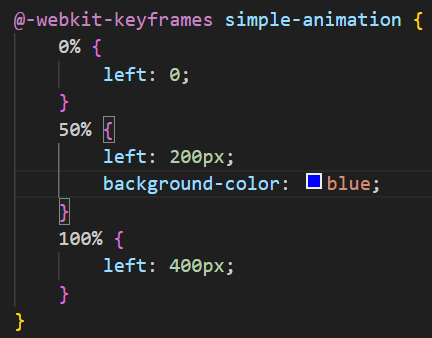 @-webkit-keyframes simple-animation {
0% {
left: 0;
}
50% {
left: 200px;
background-color: blue;
}
100% {
left: 400px;
}
}